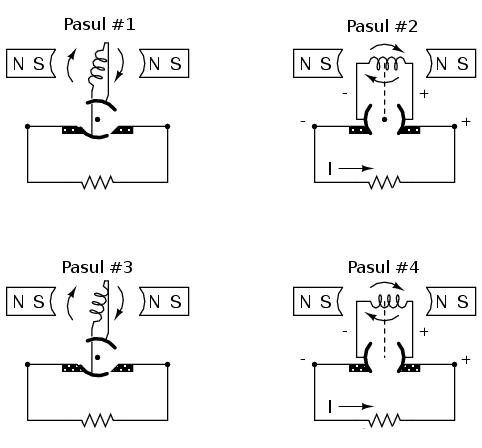 Pasul #1
N S
N S
Pasul #2
N S
N S
-
+
-
+
I
Pasul #3
N S
N S
Pasul #4
N S
N S
-
+
-
+
I